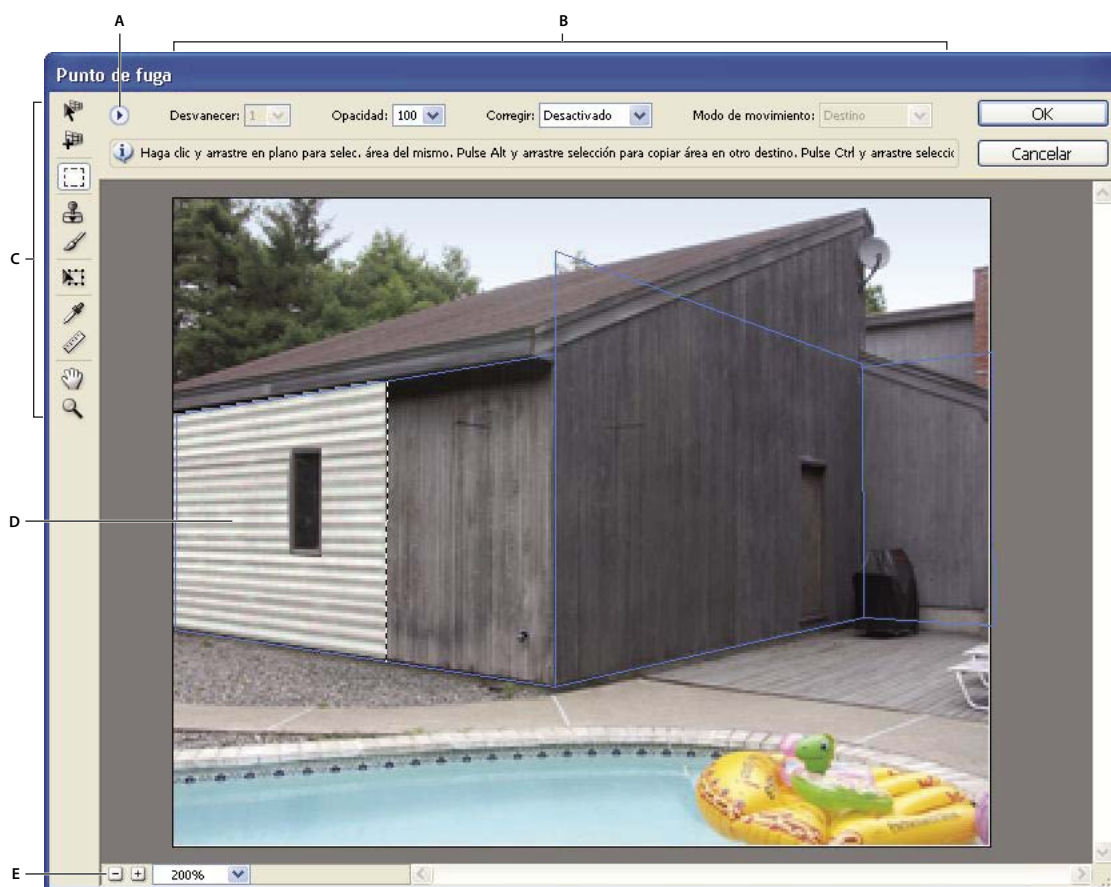 A
B
Punto de fuga
Desvanecer: 1 Opacidad: 100 Corregir: Desactivado Modo de movimiento: Destino OK
Haga clic y arrastre en plano para selec. área del mismo. Pulse Alt y arrastre selección para copiar área en otro destino. Pulse Ctrl y arrastre selecció Cancelar
C
D
E
200%